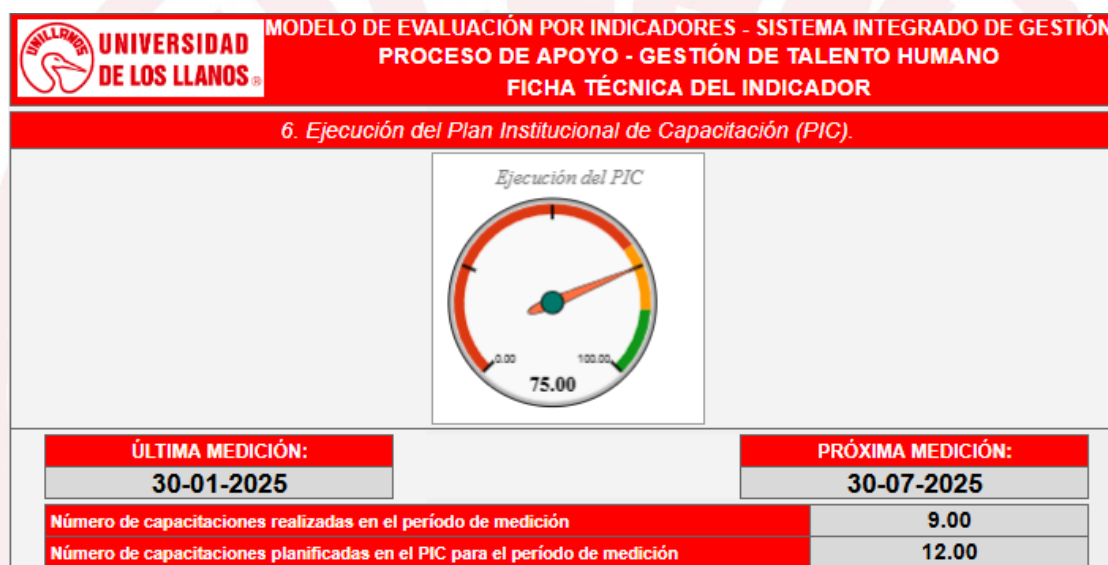 UNILLANOS
UNIVERSIDAD
DE LOS LLANOS ®
MODELO DE EVALUACIÓN POR INDICADORES - SISTEMA INTEGRADO DE GESTIÓN
PROCESO DE APOYO - GESTIÓN DE TALENTO HUMANO
FICHA TÉCNICA DEL INDICADOR
6. Ejecución del Plan Institucional de Capacitación (PIC).
Ejecución del PIC
0.00
100.00
75.00
ÚLTIMA MEDICIÓN:
PRÓXIMA MEDICIÓN:
30-01-2025
30-07-2025
Número de capacitaciones realizadas en el período de medición 9.00
Número de capacitaciones planificadas en el PIC para el período de medición 12.00